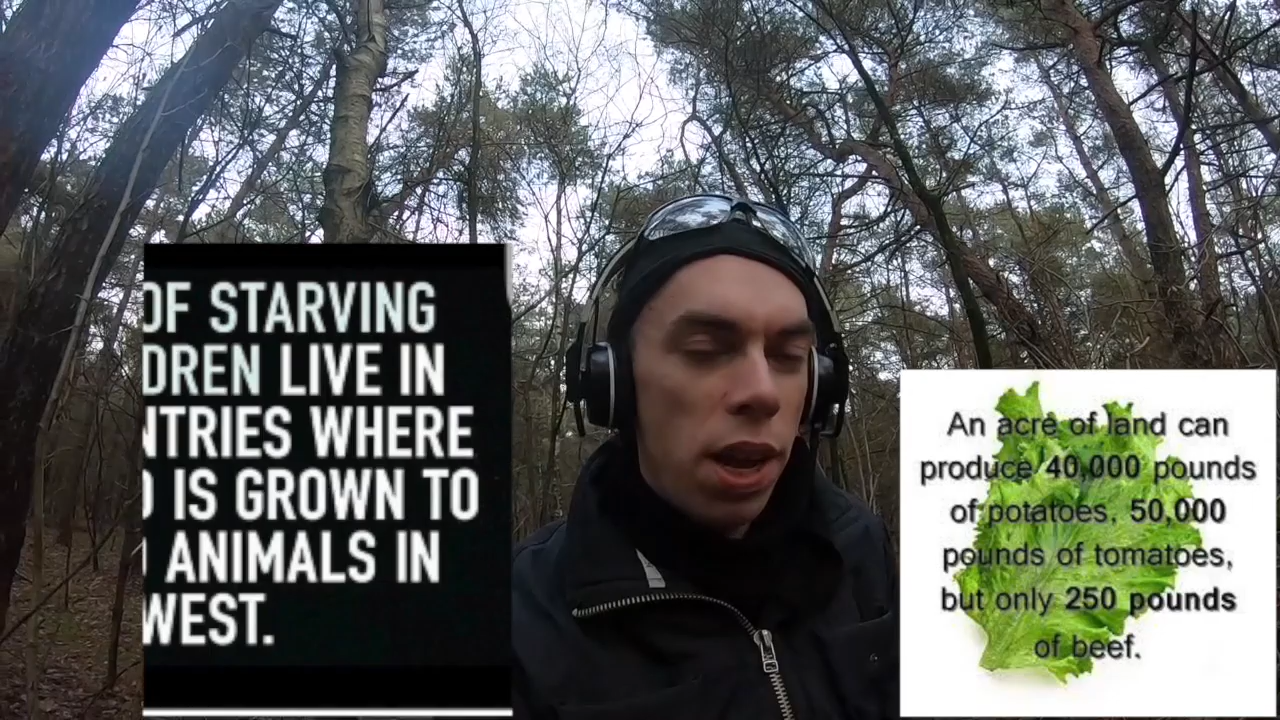 OF STARVING
DREN LIVE IN
NTRIES WHERE
IS GROWN TO
ANIMALS IN
WEST.
An acre of land can
produce 40,000 pounds
of potatoes, 50,000
pounds of tomatoes,
but only 250 pounds
of beef.